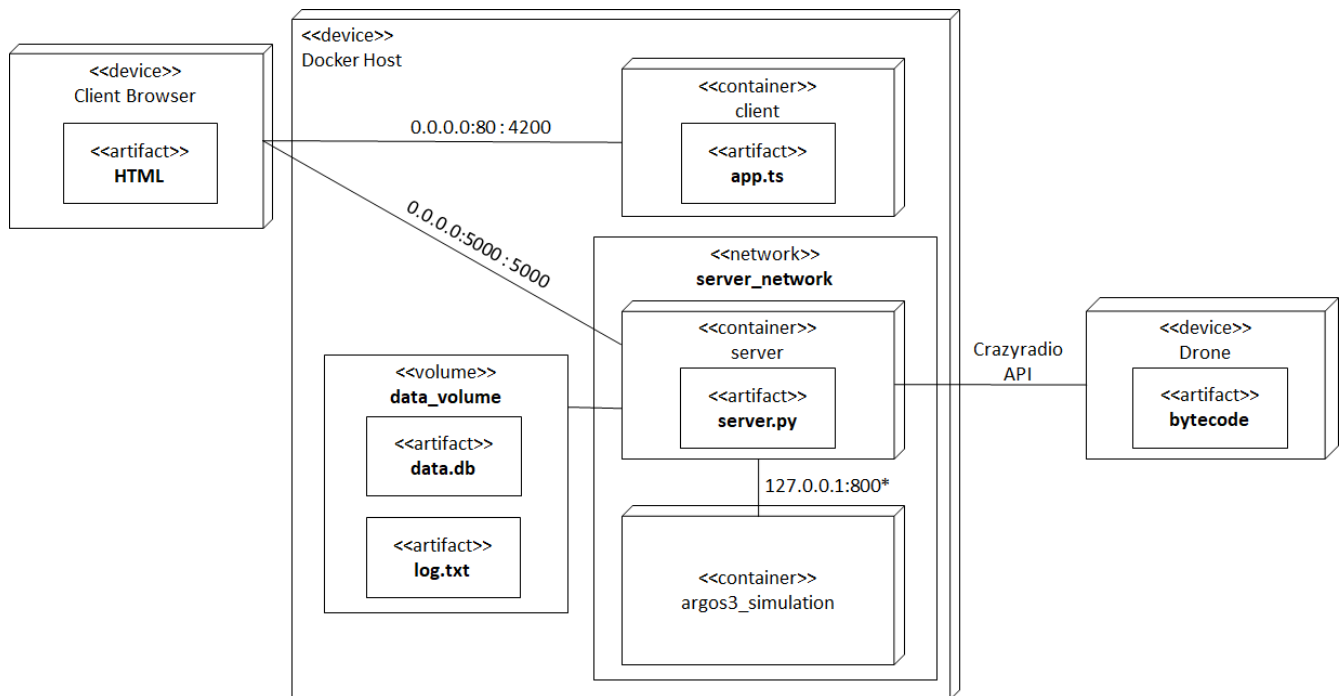 <<device>>
Docker Host
<<device>>
Client Browser
<<artifact>>
HTML
0.0.0.0:80 : 4200
<<container>>
client
<<artifact>>
app.ts
0.0.0.0:5000 : 5000
<<network>>
server_network
<<container>>
server
<<artifact>>
server.py
Crazyradio
API
<<device>>
Drone
<<artifact>>
bytecode
<<volume>>
data_volume
<<artifact>>
data.db
<<artifact>>
log.txt
127.0.0.1:800*
<<container>>
argos3_simulation